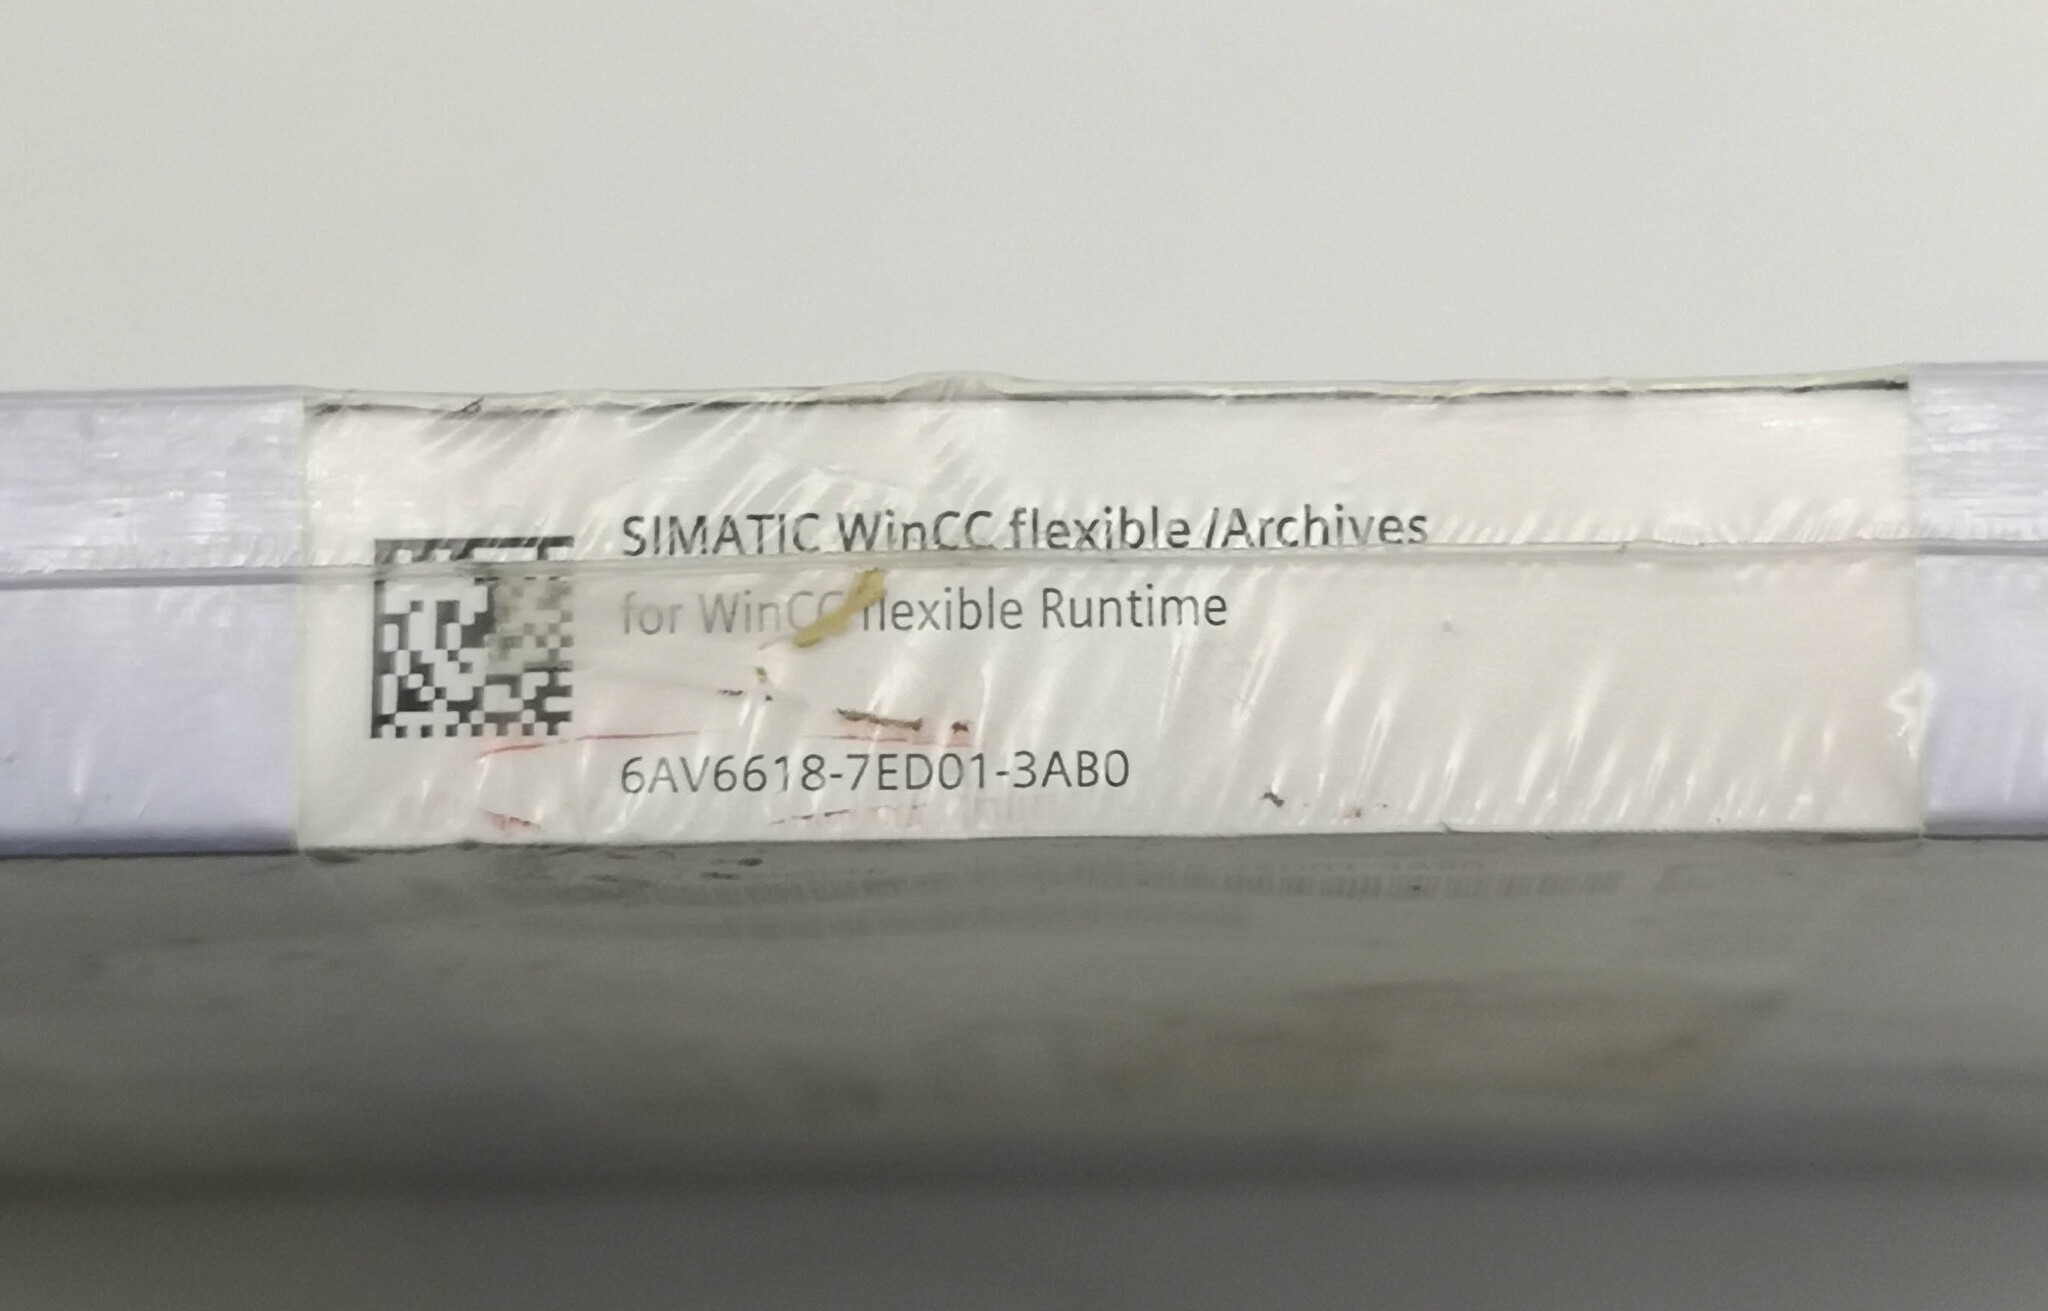 SIMATIC WinCC flexible /Archives
for WinCC flexible Runtime
6AV6618-7ED01-3AB0